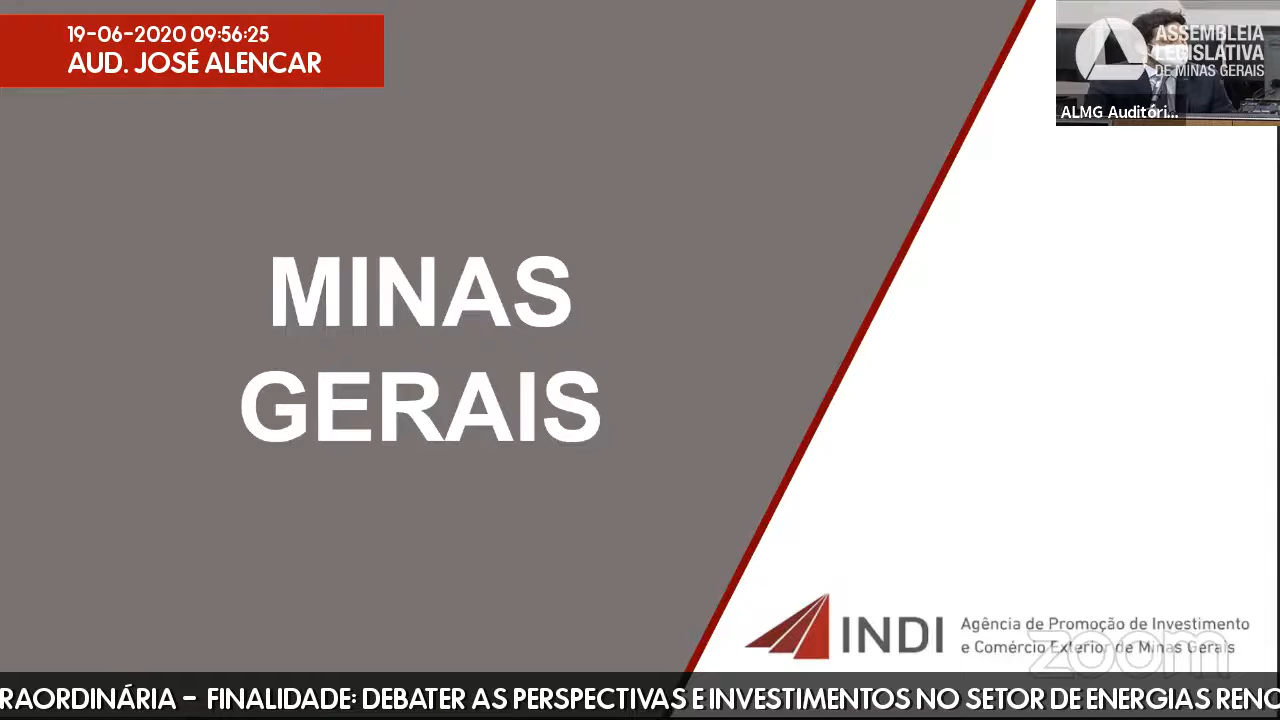 19-06-2020 09:56:25
AUD. JOSÉ ALENCAR
ASSEMBLEIA
LEGISLATIVA
DE MINAS GERAIS
ALMG Auditóri...
MINAS
GERAIS
INDI
Agência de Promoção de Investimento
e Comércio Exterior de Minas Gerais
zoom
RAORDINÁRIA - FINALIDADE: DEBATER AS PERSPECTIVAS E INVESTIMENTOS NO SETOR DE ENERGIAS RENO